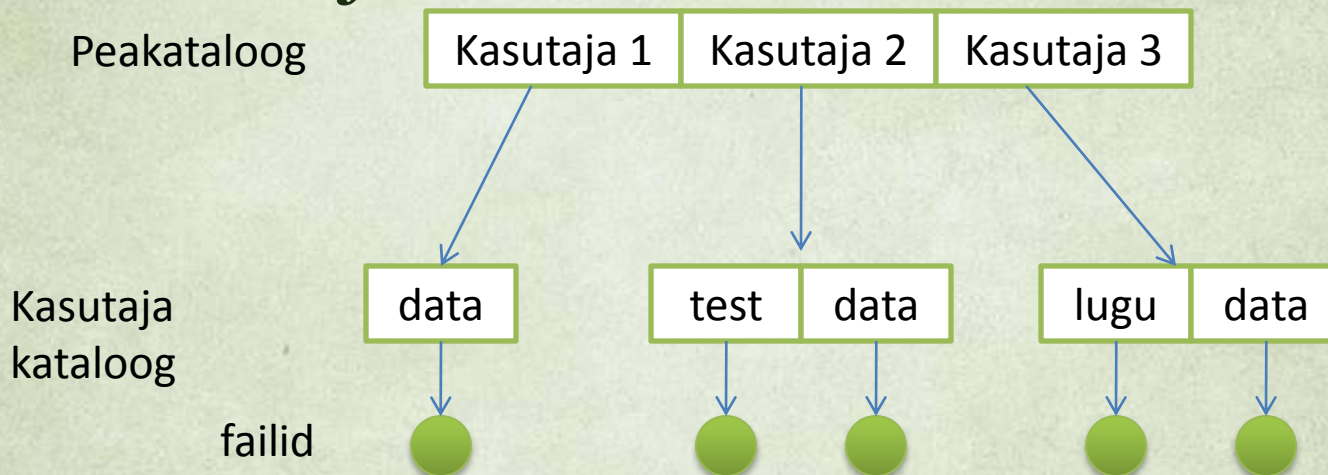 Peakataloog
Kasutaja 1 Kasutaja 2 Kasutaja 3
Kasutaja
kataloog
data test data lugu data
failid